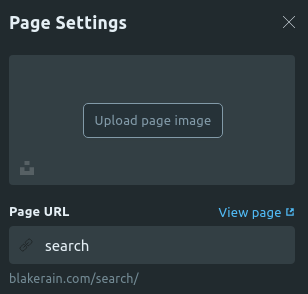 Page Settings
Upload page image
Page URL
View page
search
blakerain.com/search/